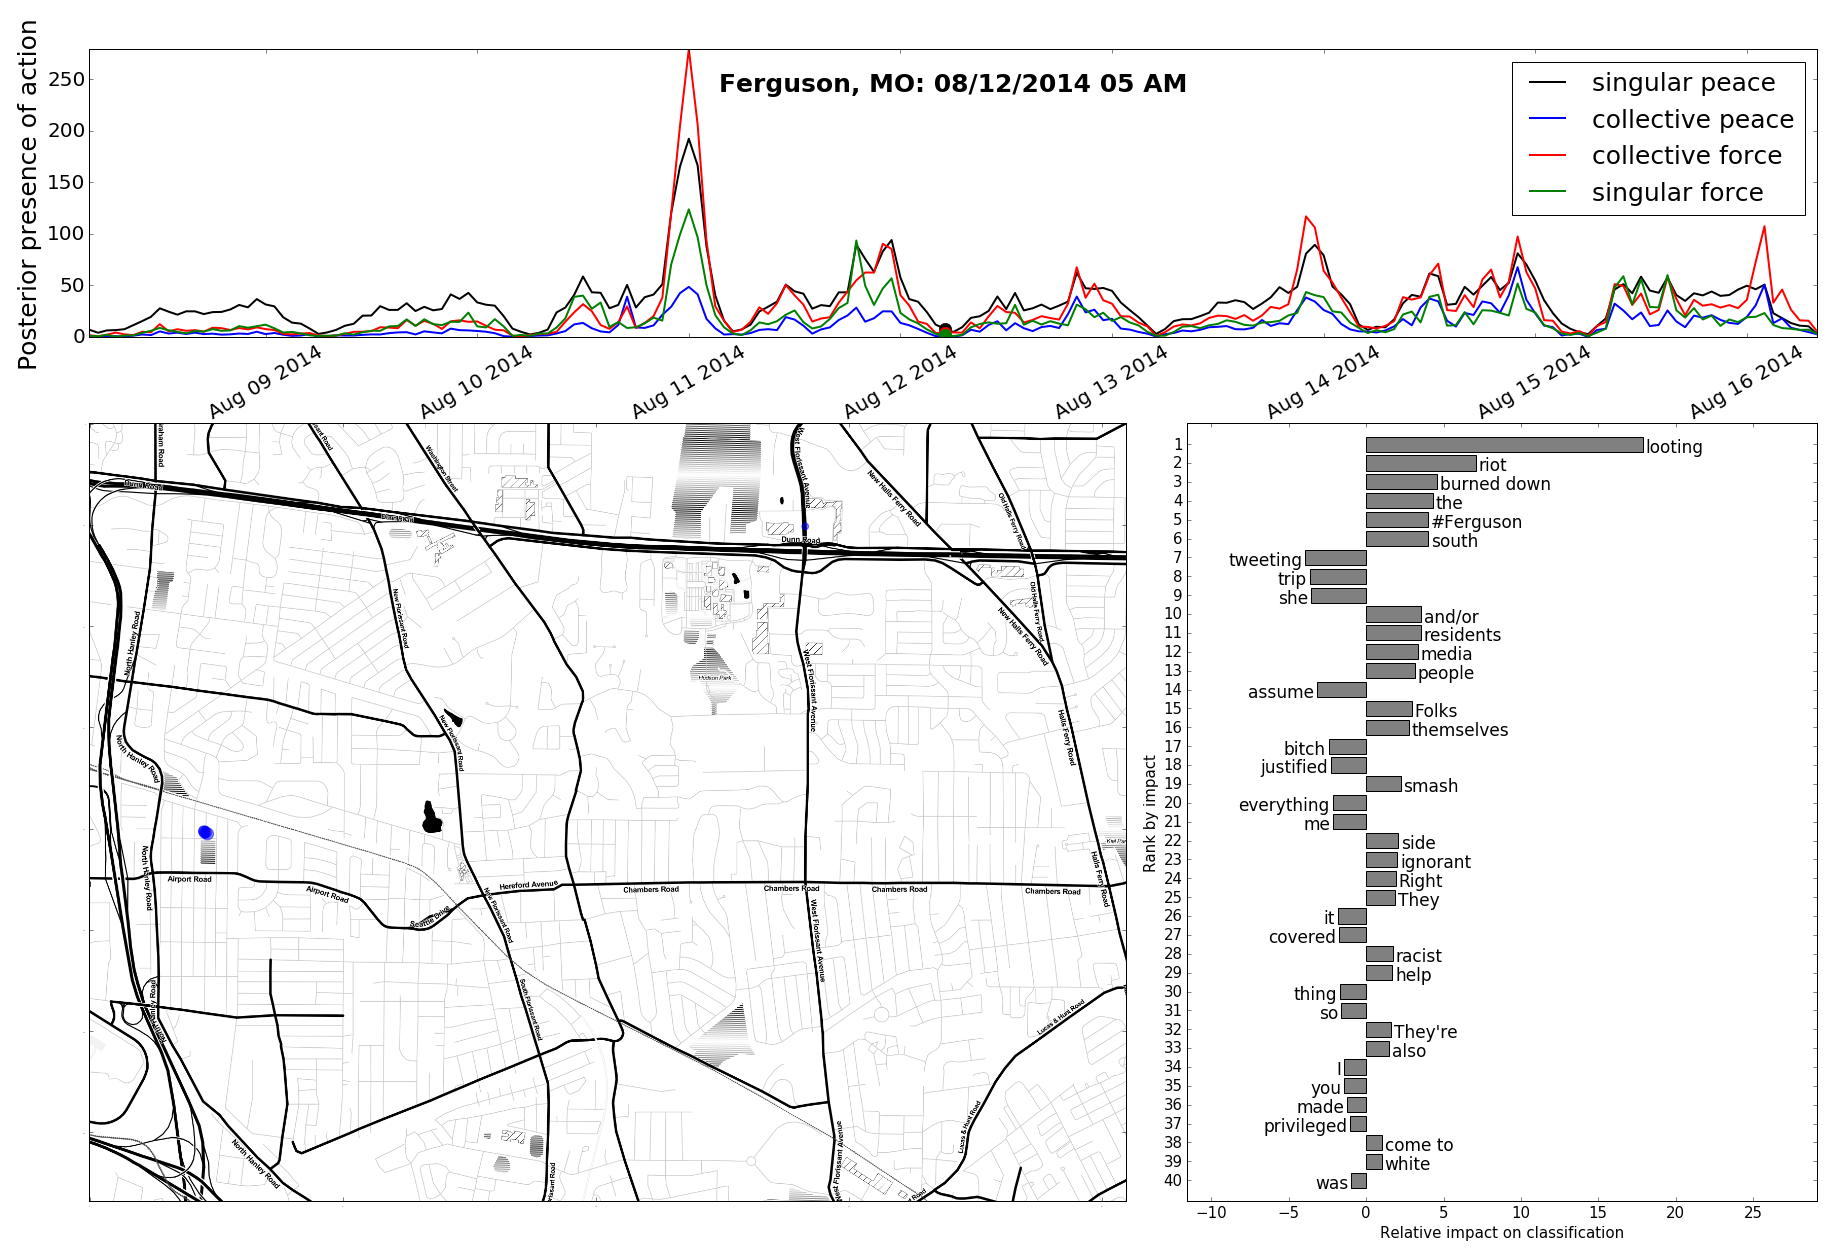 Ferguson, MO: 08/12/2014 05 AM
Posterior presence of action
250
200
150
100
50
0
singular peace
collective peace
collective force
singular force
Aug 09 2014
Aug 10 2014
Aug 11 2014
Aug 12 2014
Aug 13 2014
Aug 14 2014
Aug 15 2014
Aug 16 2014
Washington Street
West Florissant Avenue
New Halls Ferry Road
Old Halls Ferry Road
Dunn Road
Dunn Road
North Hanley Road
New Florissant Road
Old Halls Ferry Road
New Halls Ferry Road
Hudson Park
West Florissant Avenue
Halls Ferry Road
New Florissant Road
North Hanley Road
North Hanley Road
Airport Road
Airport Road
Seattle Drive
Hereford Avenue
New Florissant Road
Chambers Road
Chambers Road
Chambers Road
Chambers Road
Halls Ferry Road
West Florissant Avenue
South Florissant Road
Lucas & Hunt Road
Lucas & Hunt Road
North Hanley Road
West Florissant Avenue
Rank by impact
1 looting
2 riot
3 burned down
4 the
5 #Ferguson
6 south
7 tweeting
8 trip
9 she
10 and/or
11 residents
12 media
13 people
14 assume
15 Folks
16 themselves
17 bitch
18 justified
19 smash
20 everything
21 me
22 side
23 ignorant
24 Right
25 They
26 it
27 covered
28 racist
29 help
30 thing
31 so
32 They're
33 also
34 I
35 you
36 made
37 privileged
38 come to
39 white
40 was
−10 −5 0 5 10 15 20 25
Relative impact on classification